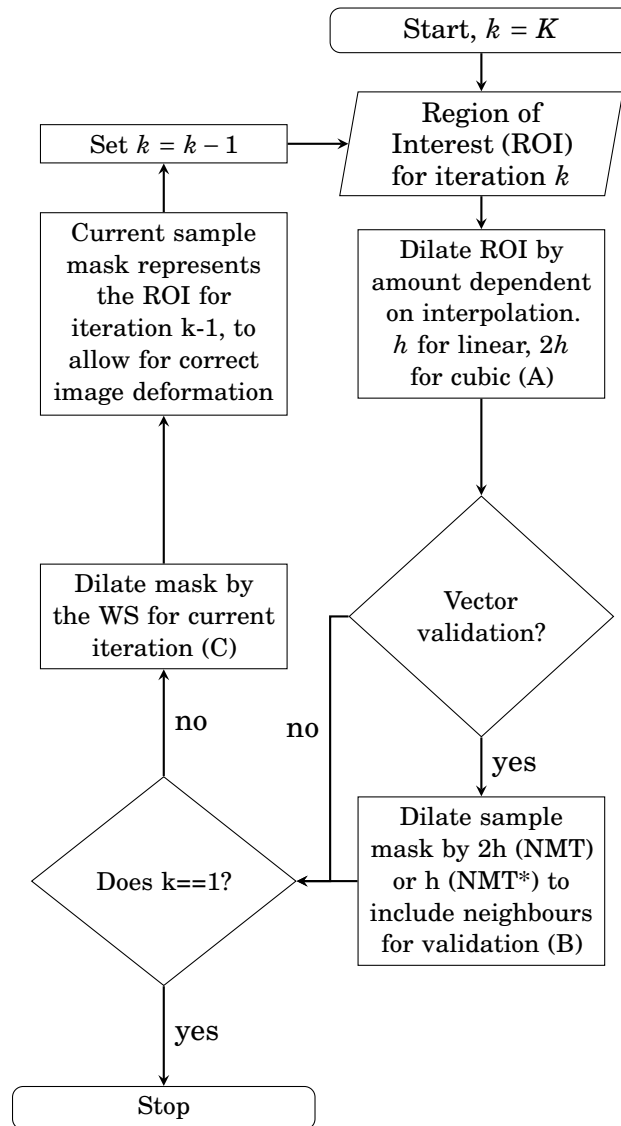 Start, k = K
Region of
Interest (ROI)
for iteration k
Set k = k − 1
Current sample
mask represents
the ROI for
iteration k-1, to
allow for correct
image deformation
Dilate ROI by
amount dependent
on interpolation.
h for linear, 2h
for cubic (A)
Dilate mask by
the WS for current
iteration (C)
Vector
validation?
no
no
yes
Dilate sample
mask by 2h (NMT)
or h (NMT*) to
include neighbours
for validation (B)
Does k==1?
yes
Stop